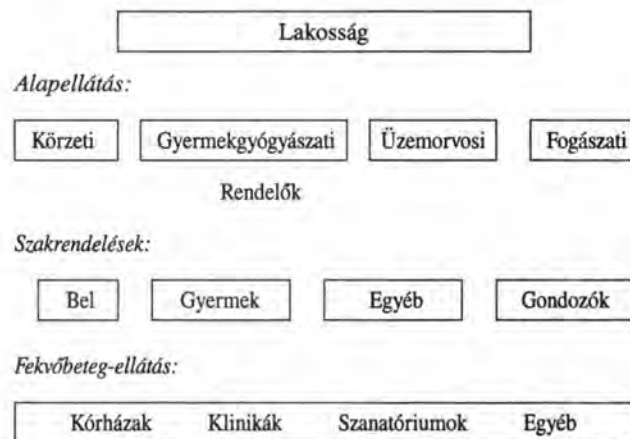 Lakosság
Alapellátás:
Körzeti Gyermekgyógyászati Üzemorvosi Fogászati
Rendelők
Szakrendelések:
Bel Gyermek Egyéb Gondozók
Fekvőbeteg-ellátás:
Kórházak Klinikák Szanatóriumok Egyéb